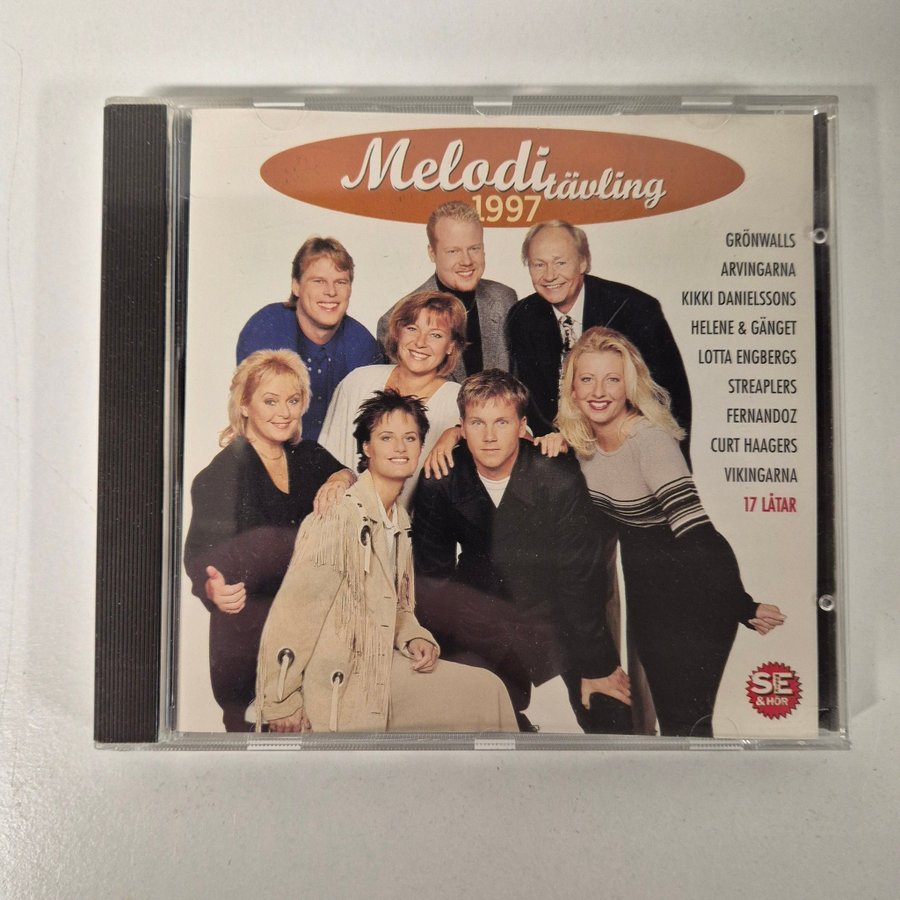 Melodi
tävling
1997
GRÖNWALLS
ARVINGARNA
KIKKI DANIELSSONS
HELENE & GÄNGET
LOTTA ENGBERGS
STREAPLERS
FERNANDOZ
CURT HAAGERS
VIKINGARNA
17 LÅTAR
SE
& HÖR